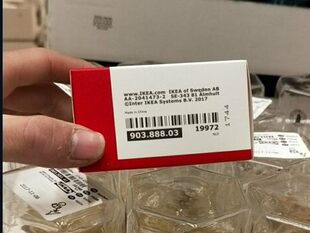 www.IKEA.com IKEA of Sweden AB
AA-2041473-2 SE-343 81 Älmhult
©Inter IKEA Systems B.V. 2017
Made in China
1744
903.888.03
19972